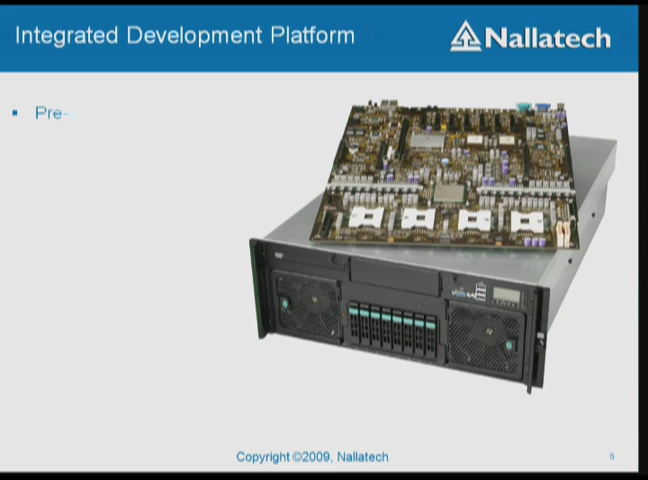 Integrated Development Platform
Nallatech
Pre-
Copyright ©2009, Nallatech
5